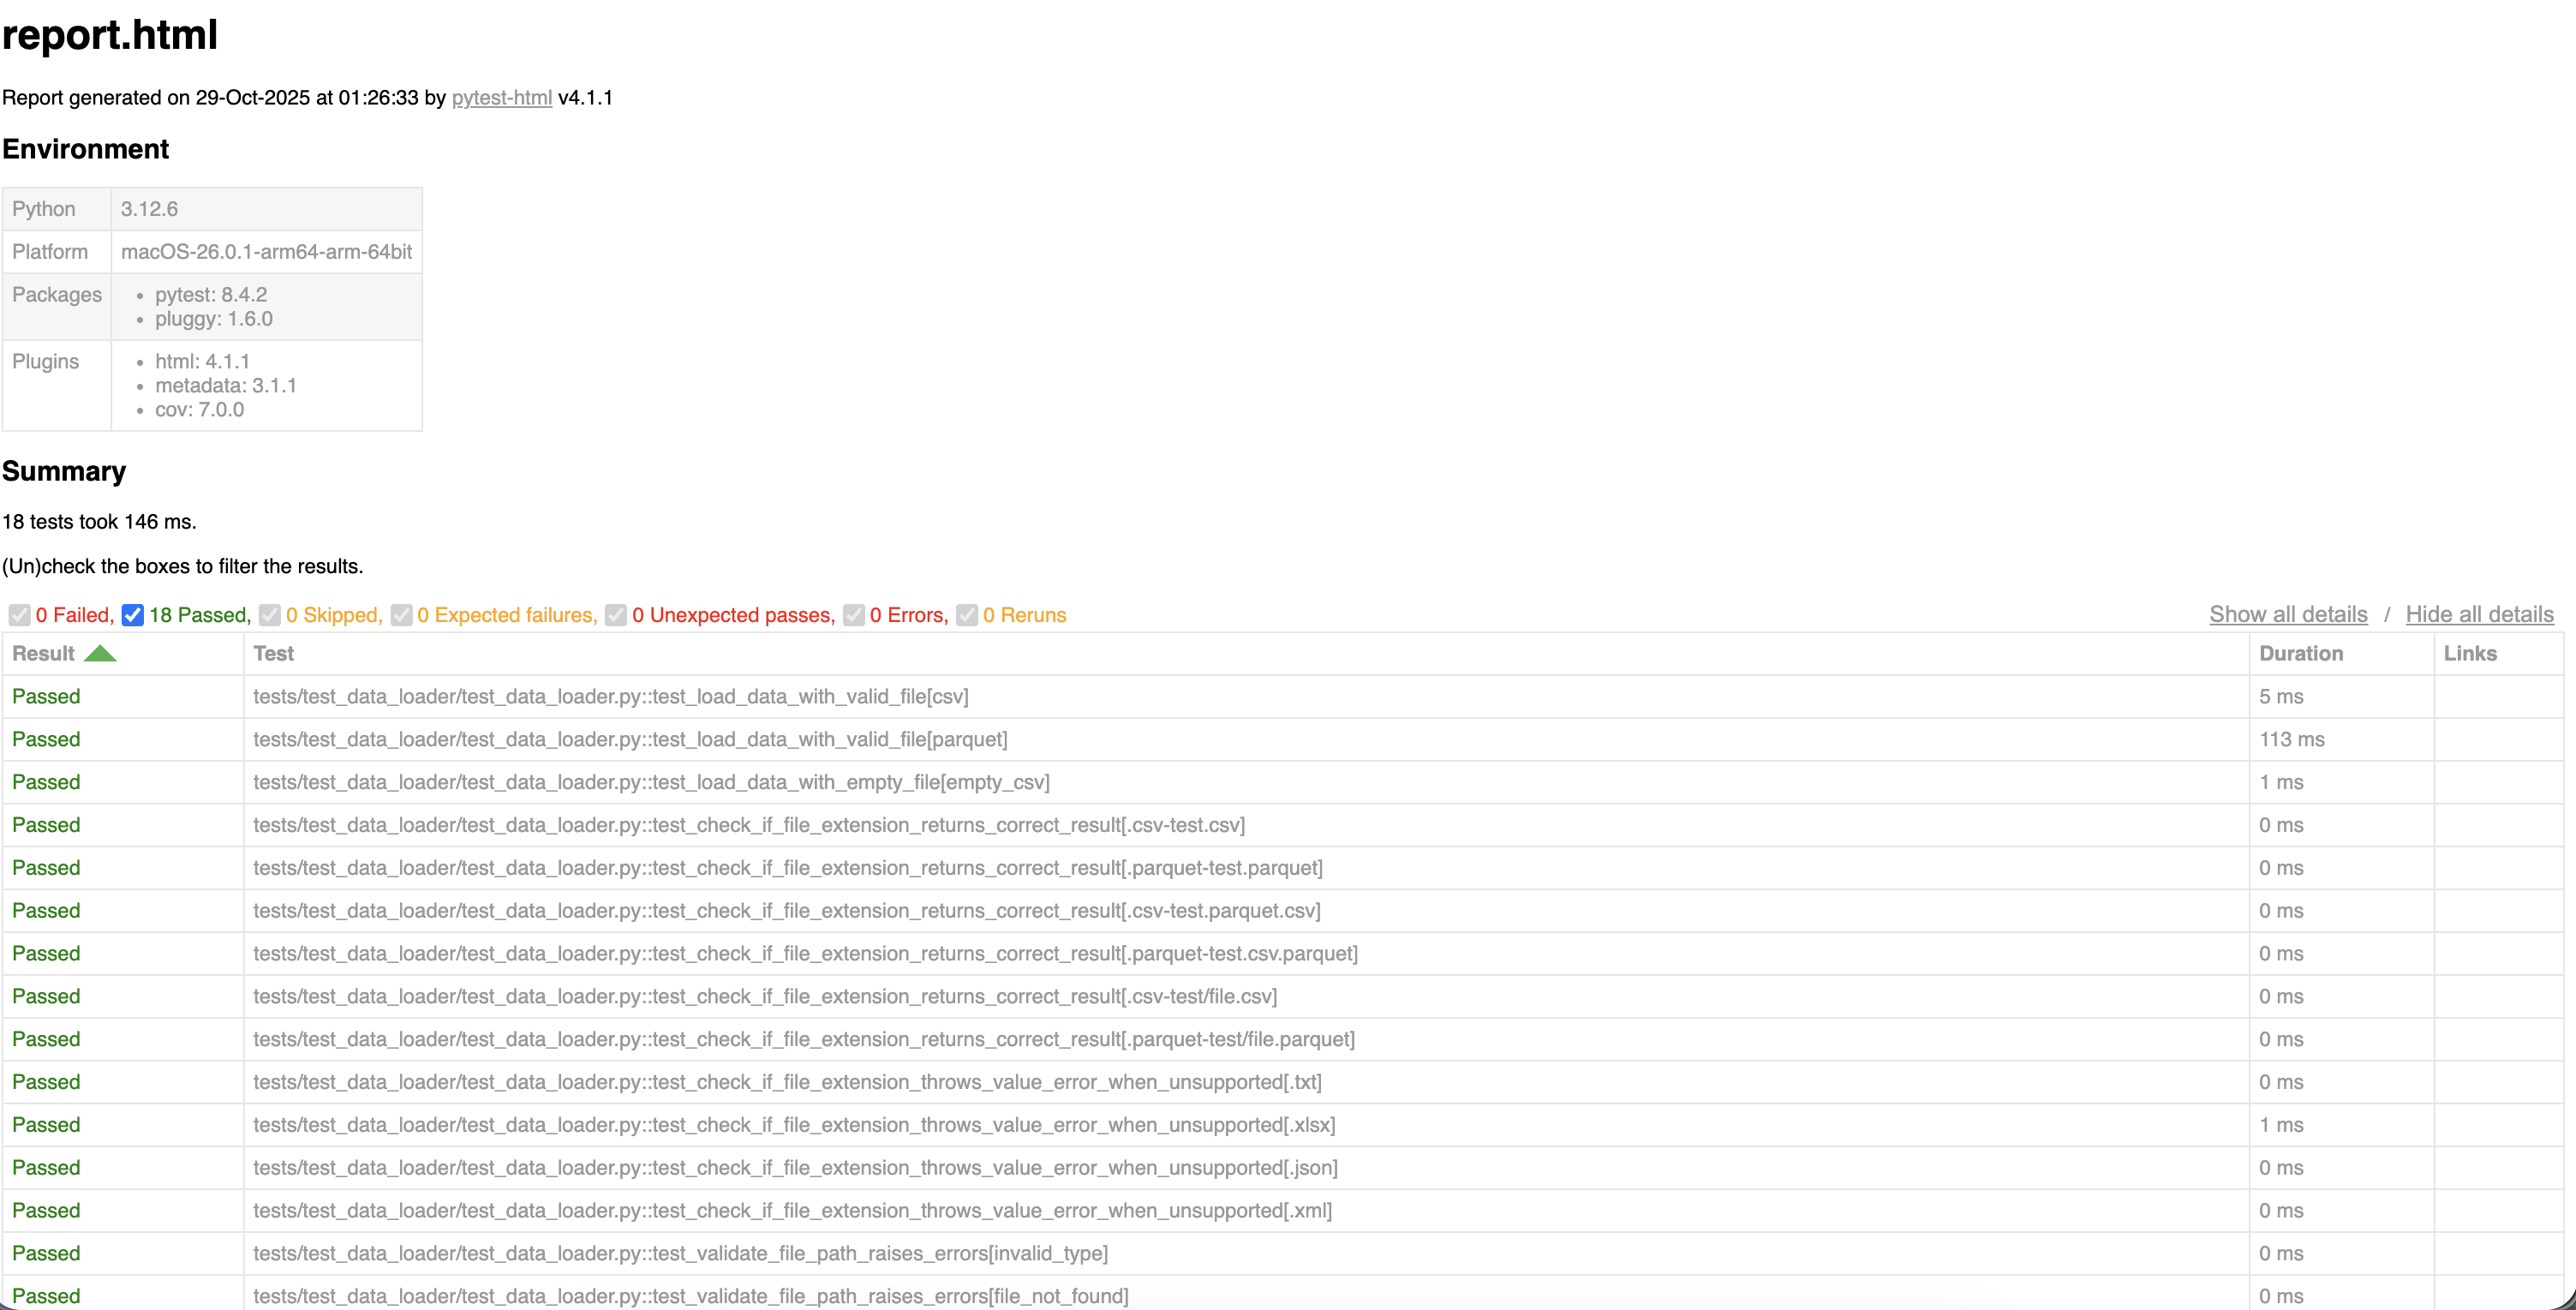 report.html
Report generated on 29-Oct-2025 at 01:26:33 by pytest-html v4.1.1
Environment
Python 3.12.6
Platform macOS-26.0.1-arm64-arm-64bit
Packages • pytest: 8.4.2
• pluggy: 1.6.0
Plugins • html: 4.1.1
• metadata: 3.1.1
• cov: 7.0.0
Summary
18 tests took 146 ms.
(Un)check the boxes to filter the results.
0 Failed, 18 Passed, 0 Skipped, 0 Expected failures, 0 Unexpected passes, 0 Errors, 0 Reruns Show all details / Hide all details
Result Test Duration Links
Passed tests/test_data_loader/test_data_loader.py::test_load_data_with_valid_file[csv] 5 ms
Passed tests/test_data_loader/test_data_loader.py::test_load_data_with_valid_file[parquet] 113 ms
Passed tests/test_data_loader/test_data_loader.py::test_load_data_with_empty_file[empty_csv] 1 ms
Passed tests/test_data_loader/test_data_loader.py::test_check_if_file_extension_returns_correct_result[.csv-test.csv] 0 ms
Passed tests/test_data_loader/test_data_loader.py::test_check_if_file_extension_returns_correct_result[.parquet-test.parquet] 0 ms
Passed tests/test_data_loader/test_data_loader.py::test_check_if_file_extension_returns_correct_result[.csv-test.parquet.csv] 0 ms
Passed tests/test_data_loader/test_data_loader.py::test_check_if_file_extension_returns_correct_result[.parquet-test.csv.parquet] 0 ms
Passed tests/test_data_loader/test_data_loader.py::test_check_if_file_extension_returns_correct_result[.csv-test/file.csv] 0 ms
Passed tests/test_data_loader/test_data_loader.py::test_check_if_file_extension_returns_correct_result[.parquet-test/file.parquet] 0 ms
Passed tests/test_data_loader/test_data_loader.py::test_check_if_file_extension_throws_value_error_when_unsupported[.txt] 0 ms
Passed tests/test_data_loader/test_data_loader.py::test_check_if_file_extension_throws_value_error_when_unsupported[.xlsx] 1 ms
Passed tests/test_data_loader/test_data_loader.py::test_check_if_file_extension_throws_value_error_when_unsupported[.json] 0 ms
Passed tests/test_data_loader/test_data_loader.py::test_check_if_file_extension_throws_value_error_when_unsupported[.xml] 0 ms
Passed tests/test_data_loader/test_data_loader.py::test_validate_file_path_raises_errors[invalid_type] 0 ms
Passed tests/test_data_loader/test_data_loader.py::test_validate_file_path_raises_errors[file_not_found] 0 ms